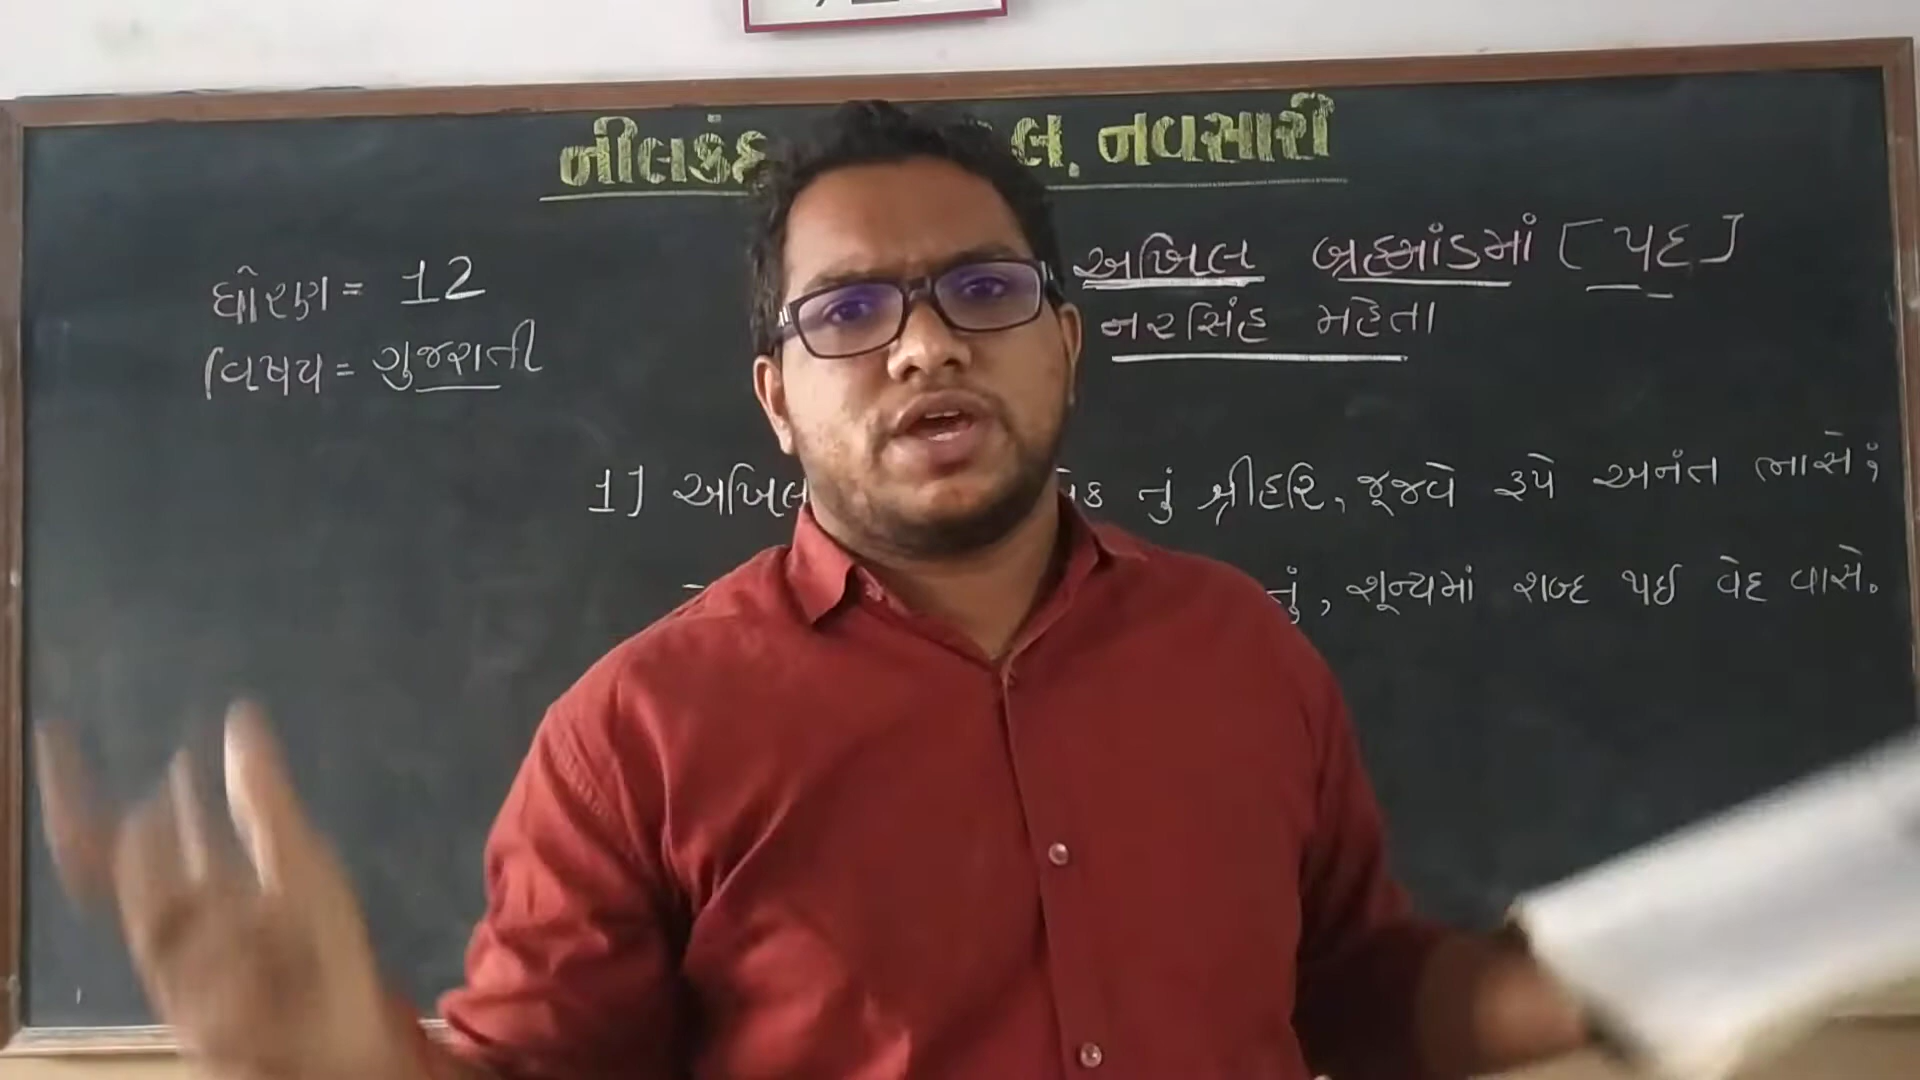 લ. નવસારી
ધોરણ = 12
વિષય = ગુજરાતી
અખિલ બ્રહ્માંડમાં [પદ]
નરસિંહ મહેતા
1] અખિલ તું શ્રીહરિ, જૂજવે રૂપે અનંત ભાસે;
તું, શૂન્યમાં શબ્દ થઈ વેદ વાસે.